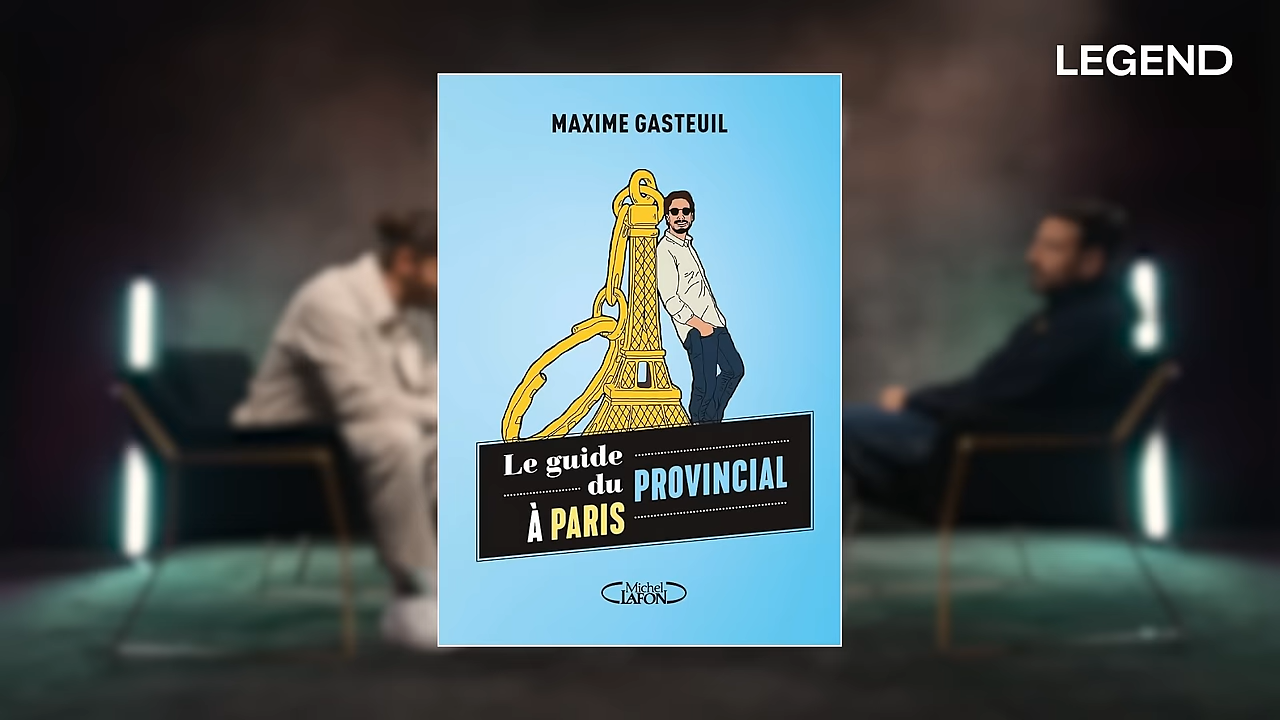 LEGEND
MAXIME GASTEUIL
Le guide
du
PROVINCIAL
À PARIS
Michel
LAFON